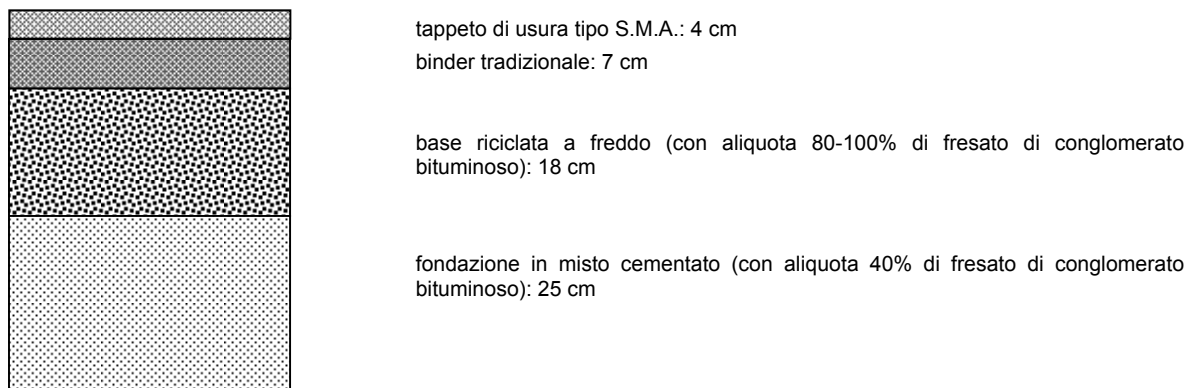 tappeto di usura tipo S.M.A.: 4 cm
binder tradizionale: 7 cm
base riciclata a freddo (con aliquota 80-100% di fresato di conglomerato
bituminoso): 18 cm
fondazione in misto cementato (con aliquota 40% di fresato di conglomerato
bituminoso): 25 cm